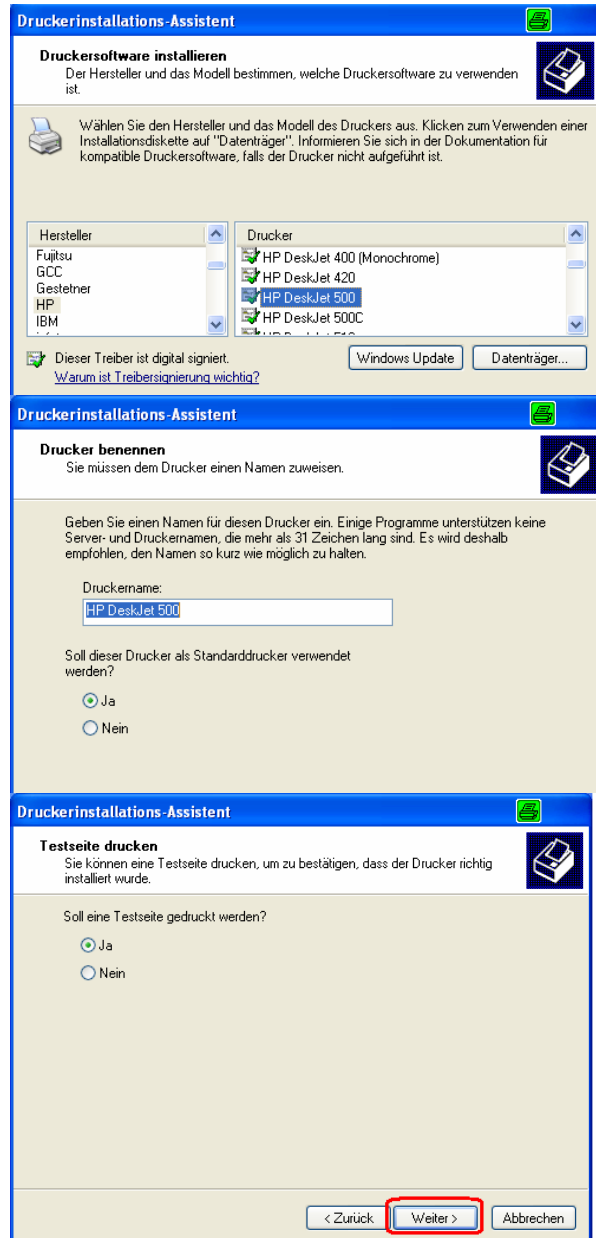 Druckerinstallations-Assistent
Druckersoftware installieren
Der Hersteller und das Modell bestimmen, welche Druckersoftware zu verwenden
ist.
Wählen Sie den Hersteller und das Modell des Druckers aus. Klicken zum Verwenden einer
Installationsdiskette auf "Datenträger". Informieren Sie sich in der Dokumentation für
kompatible Druckersoftware, falls der Drucker nicht aufgeführt ist.
Hersteller
Fujitsu
GCC
Gestetner
HP
IBM
Drucker
HP DeskJet 400 (Monochrome)
HP DeskJet 420
HP DeskJet 500
HP DeskJet 500C
Dieser Treiber ist digital signiert.
Warum ist Treibersignierung wichtig?
Windows Update
Datenträger...
Druckerinstallations-Assistent
Drucker benennen
Sie müssen dem Drucker einen Namen zuweisen.
Geben Sie einen Namen für diesen Drucker ein. Einige Programme unterstützen keine
Server- und Druckernamen, die mehr als 31 Zeichen lang sind. Es wird deshalb
empfohlen, den Namen so kurz wie möglich zu halten.
Druckername:
HP DeskJet 500
Soll dieser Drucker als Standarddrucker verwendet
werden?
Ja
Nein
Druckerinstallations-Assistent
Testseite drucken
Sie können eine Testseite drucken, um zu bestätigen, dass der Drucker richtig
installiert wurde.
Soll eine Testseite gedruckt werden?
Ja
Nein
< Zurück
Weiter >
Abbrechen